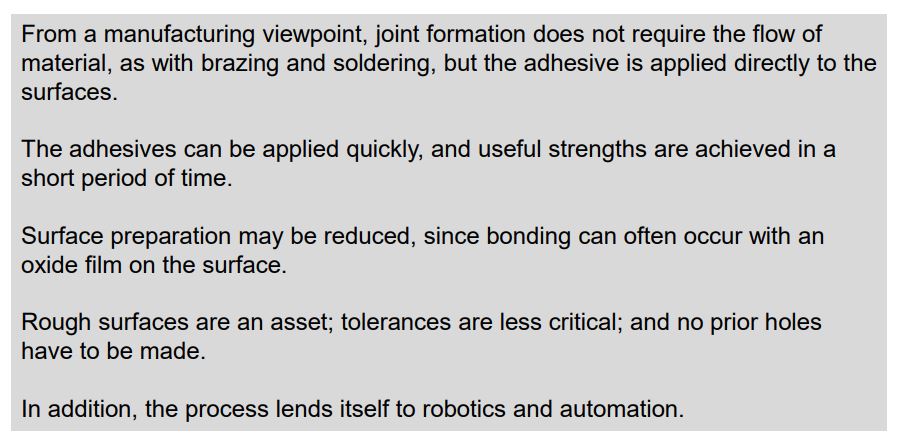 From a manufacturing viewpoint, joint formation does not require the flow of
material, as with brazing and soldering, but the adhesive is applied directly to the
surfaces.
The adhesives can be applied quickly, and useful strengths are achieved in a
short period of time.
Surface preparation may be reduced, since bonding can often occur with an
oxide film on the surface.
Rough surfaces are an asset; tolerances are less critical; and no prior holes
have to be made.
In addition, the process lends itself to robotics and automation.